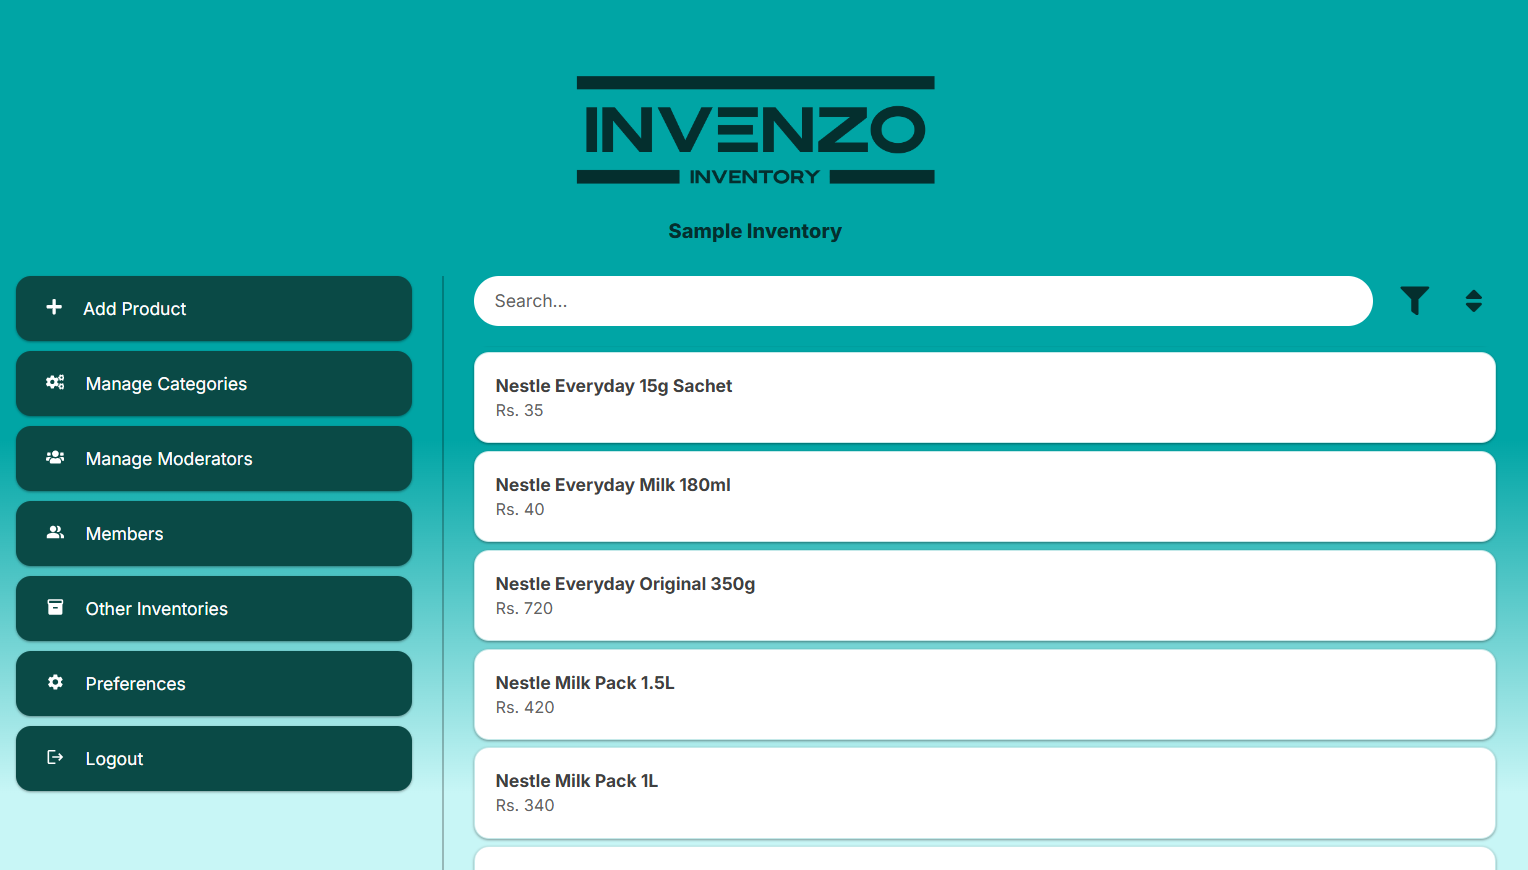 INVENZO
INVENTORY
Sample Inventory
Add Product
Manage Categories
Manage Moderators
Members
Other Inventories
Preferences
Logout
Search...
Nestle Everyday 15g Sachet
Rs. 35
Nestle Everyday Milk 180ml
Rs. 40
Nestle Everyday Original 350g
Rs. 720
Nestle Milk Pack 1.5L
Rs. 420
Nestle Milk Pack 1L
Rs. 340